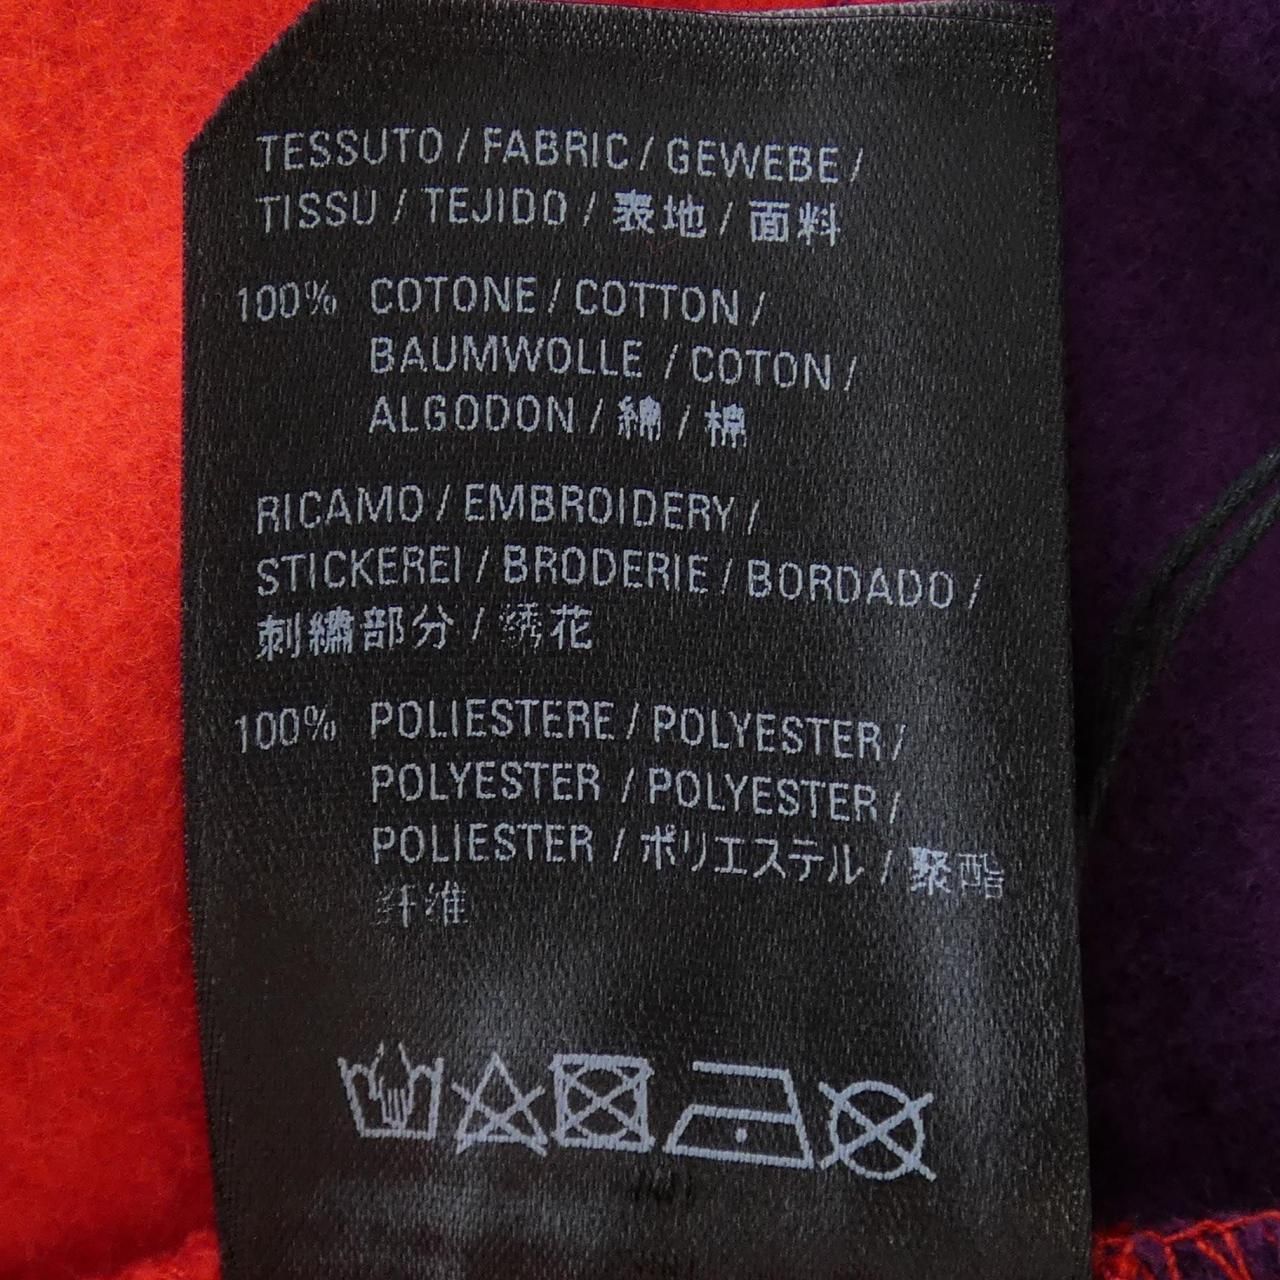 TESSUTO / FABRIC / GEWEBE /
TISSU / TEJIDO / 表地 / 面料
100% COTONE / COTTON /
BAUMWOLLE / COTON /
ALGODON / 綿 / 棉
RICAMO / EMBROIDERY /
STICKEREI / BRODERIE / BORDADO /
刺繍部分 / 绣花
100% POLIESTERE / POLYESTER /
POLYESTER / POLYESTER /
POLIESTER / ポリエステル / 聚酯
纤维